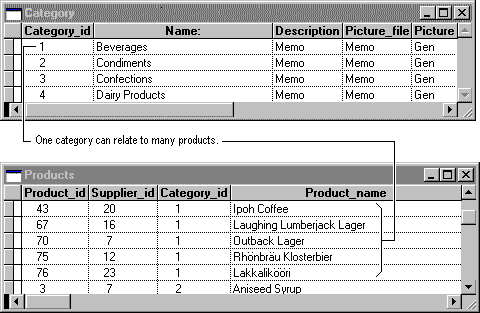 Category
Category_id Name: Description Picture_file Picture
1 Beverages Memo Memo Gen
2 Condiments Memo Memo Gen
3 Confections Memo Memo Gen
4 Dairy Products Memo Memo Gen
One category can relate to many products.
Products
Product_id Supplier_id Category_id Product_name
43 20 1 Ipoh Coffee
67 16 1 Laughing Lumberjack Lager
70 7 1 Outback Lager
75 12 1 Rhönbräu Klosterbier
76 23 1 Lakkalikööri
3 7 2 Aniseed Syrup